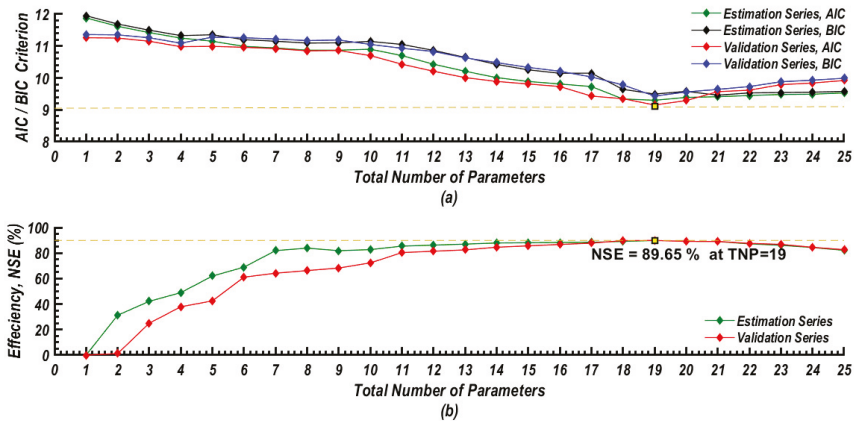 12
11
10
9
8
AIC / BIC Criterion
Estimation Series, AIC
Estimation Series, BIC
Validation Series, AIC
Validation Series, BIC
0 1 2 3 4 5 6 7 8 9 10 11 12 13 14 15 16 17 18 19 20 21 22 23 24 25
Total Number of Parameters
(a)
100
80
60
40
20
0
Effeciency, NSE (%)
NSE = 89.65 % at TNP=19
Estimation Series
Validation Series
0 1 2 3 4 5 6 7 8 9 10 11 12 13 14 15 16 17 18 19 20 21 22 23 24 25
Total Number of Parameters
(b)